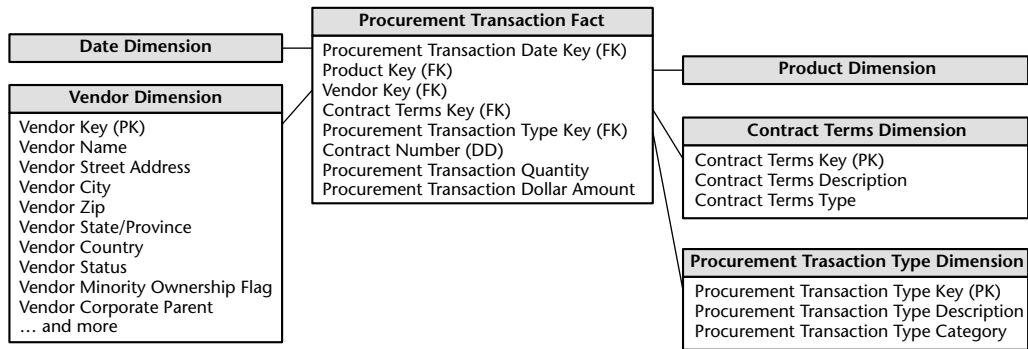 Date Dimension
Vendor Dimension
Vendor Key (PK)
Vendor Name
Vendor Street Address
Vendor City
Vendor Zip
Vendor State/Province
Vendor Country
Vendor Status
Vendor Minority Ownership Flag
Vendor Corporate Parent
… and more
Procurement Transaction Fact
Procurement Transaction Date Key (FK)
Product Key (FK)
Vendor Key (FK)
Contract Terms Key (FK)
Procurement Transaction Type Key (FK)
Contract Number (DD)
Procurement Transaction Quantity
Procurement Transaction Dollar Amount
Product Dimension
Contract Terms Dimension
Contract Terms Key (PK)
Contract Terms Description
Contract Terms Type
Procurement Trasaction Type Dimension
Procurement Transaction Type Key (PK)
Procurement Transaction Type Description
Procurement Transaction Type Category